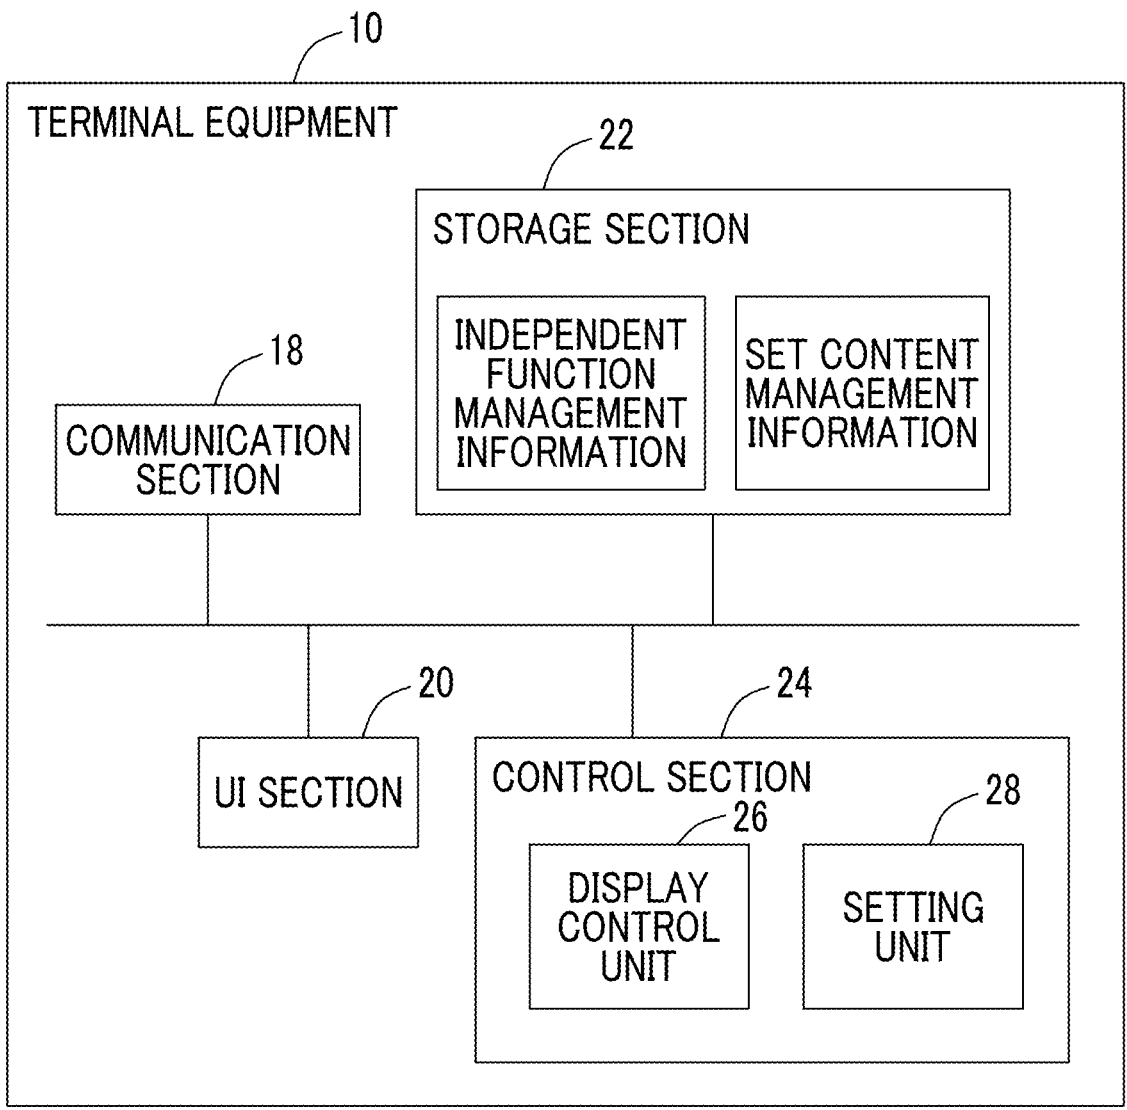 10
TERMINAL EQUIPMENT
22
STORAGE SECTION
INDEPENDENT
FUNCTION
MANAGEMENT
INFORMATION
SET CONTENT
MANAGEMENT
INFORMATION
18
COMMUNICATION
SECTION
20
UI SECTION
24
CONTROL SECTION
26
DISPLAY
CONTROL
UNIT
28
SETTING
UNIT